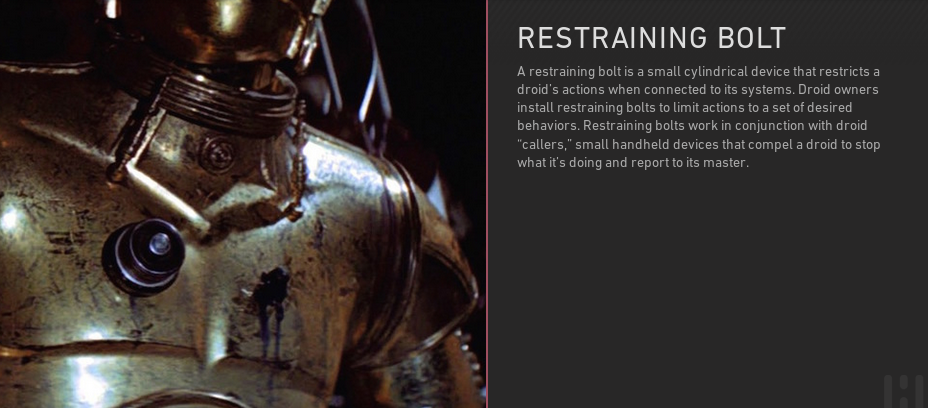 RESTRAINING BOLT
A restraining bolt is a small cylindrical device that restricts a
droid's actions when connected to its systems. Droid owners
install restraining bolts to limit actions to a set of desired
behaviors. Restraining bolts work in conjunction with droid
“callers,” small handheld devices that compel a droid to stop
what it's doing and report to its master.